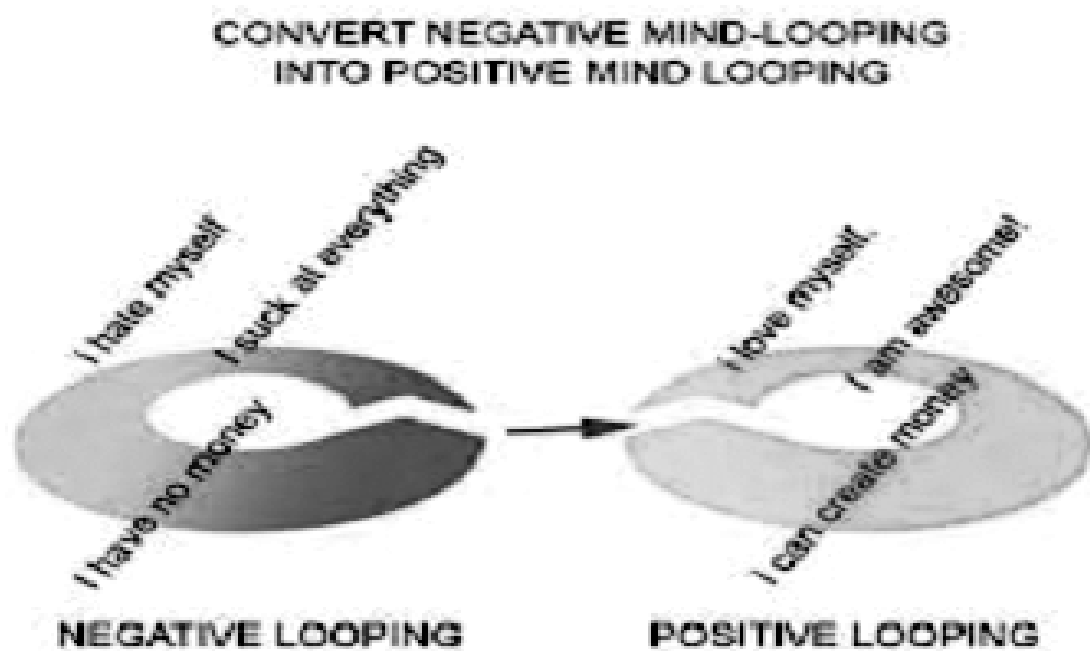 CONVERT NEGATIVE MIND-LOOPING
INTO POSITIVE MIND LOOPING
I hate myself
I suck at everything
I have no money
I love myself.
I am awesome!
I can create money
NEGATIVE LOOPING
POSITIVE LOOPING